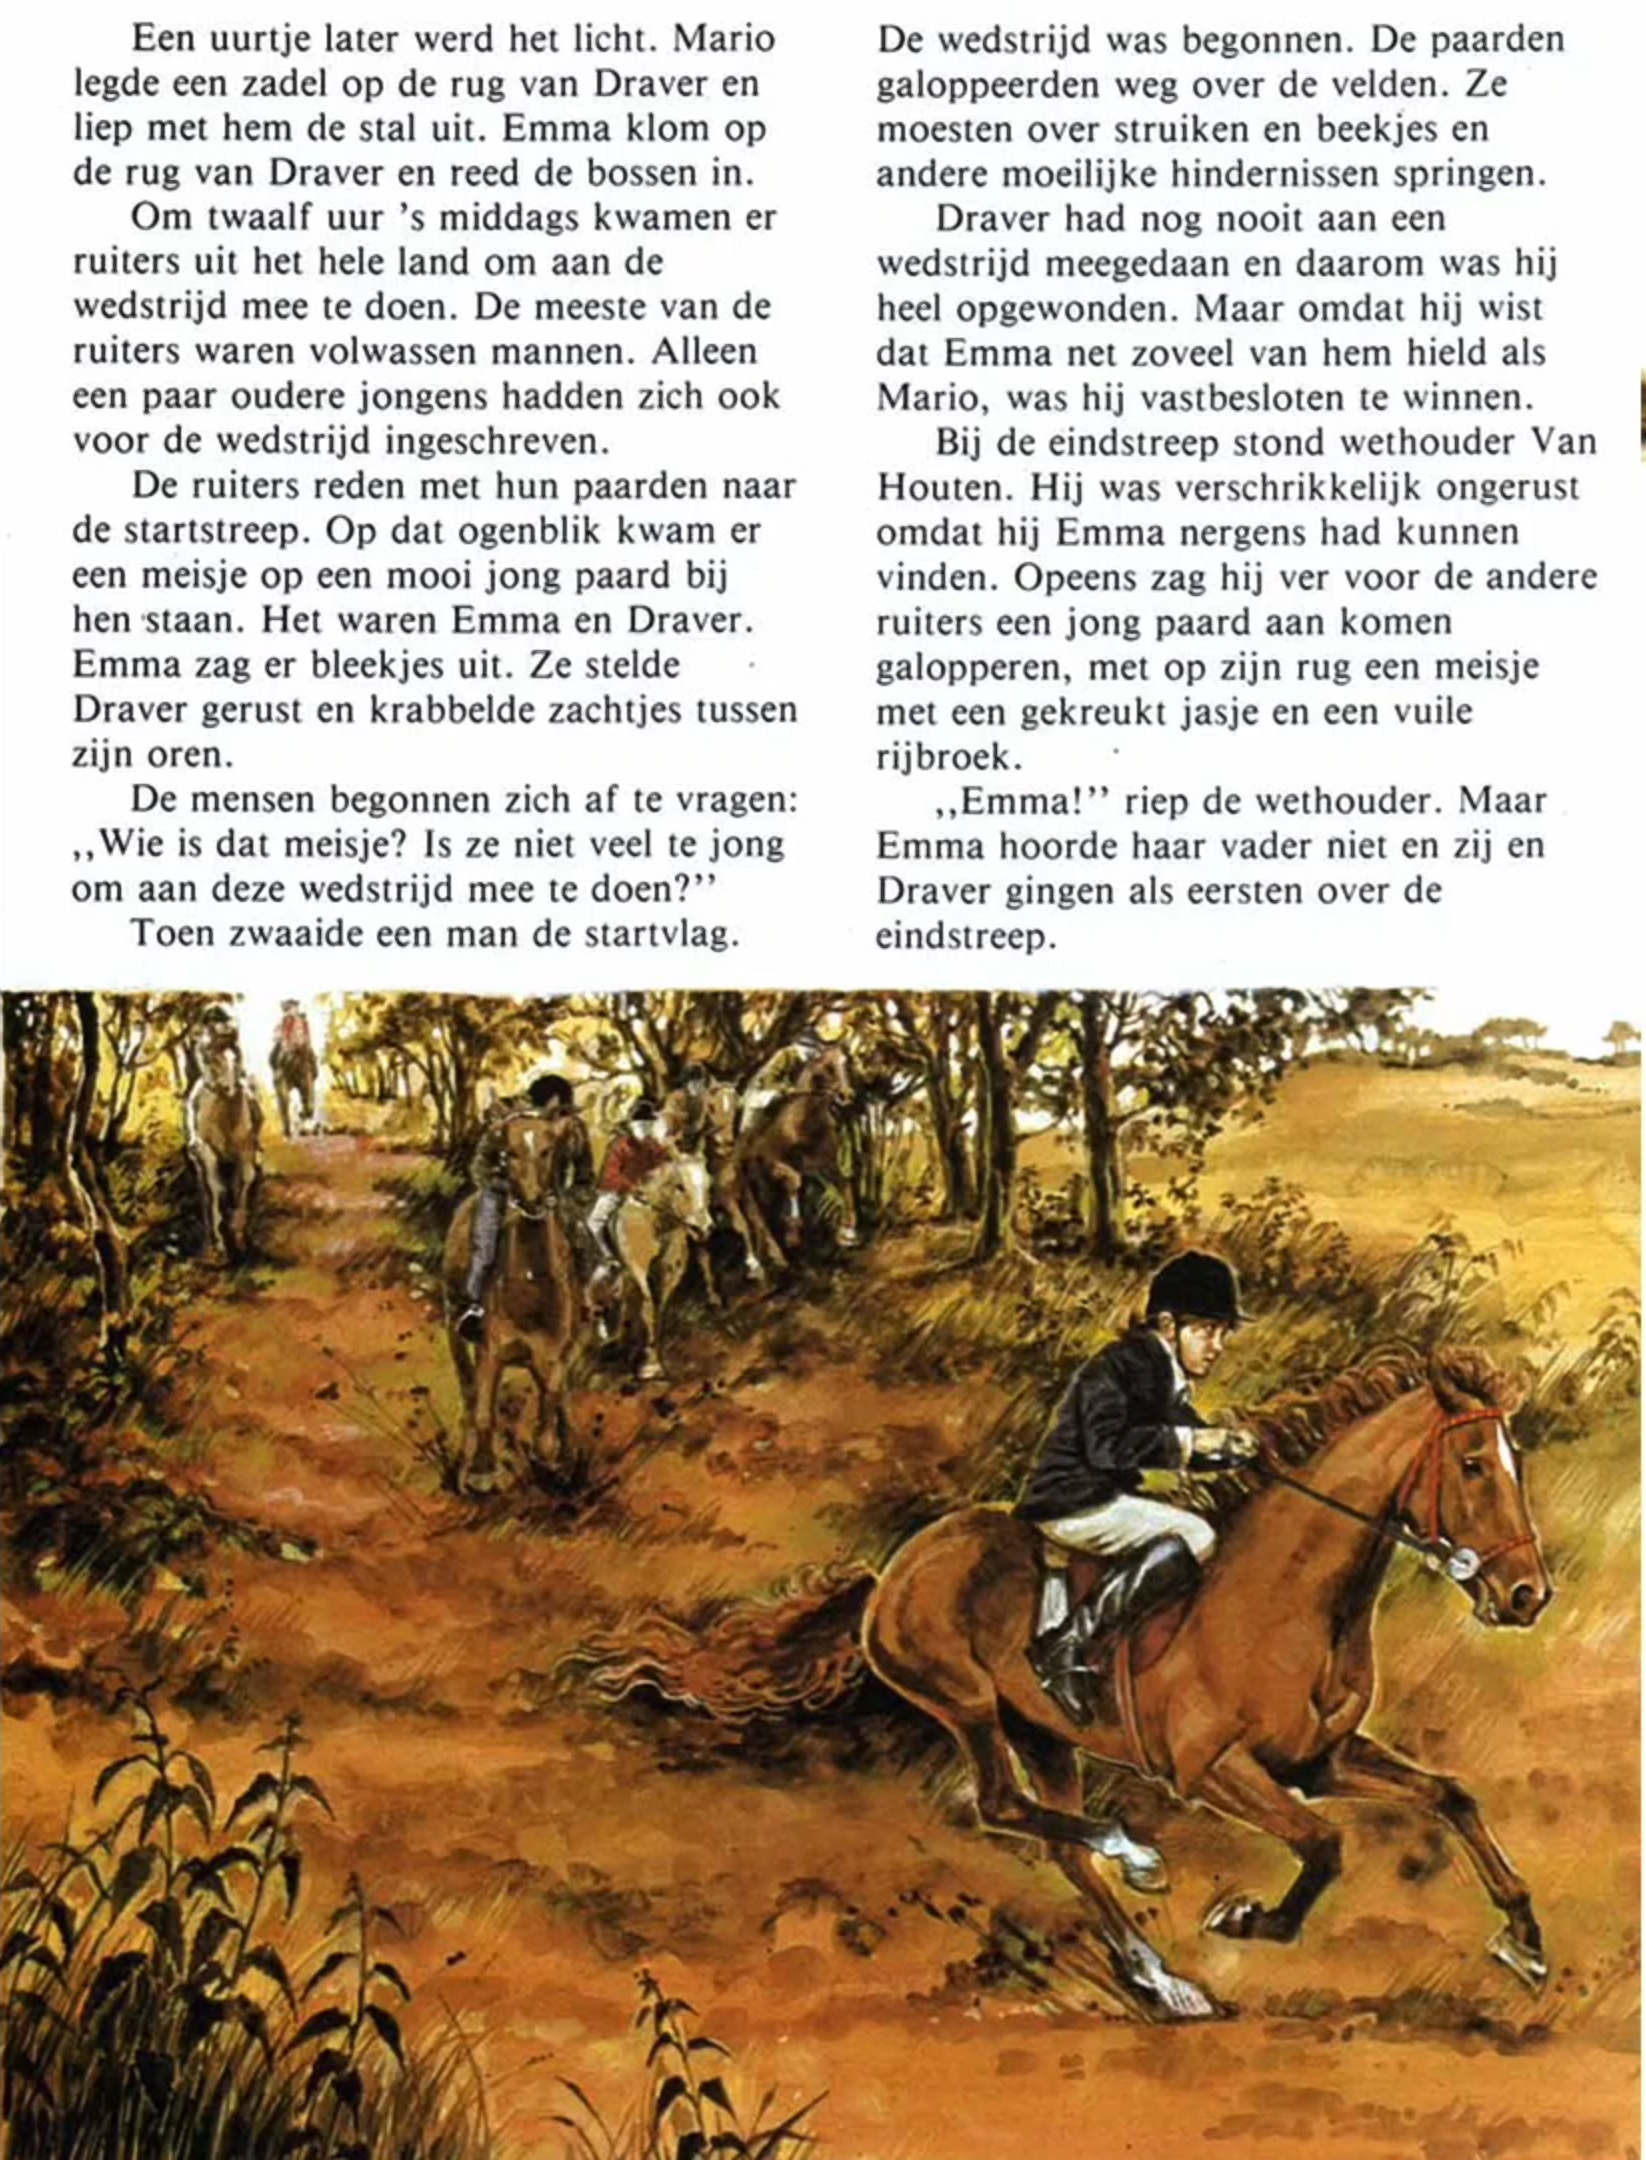 Een uurtje later werd het licht. Mario
legde een zadel op de rug van Draver en
liep met hem de stal uit. Emma klom op
de rug van Draver en reed de bossen in.
Om twaalf uur ’s middags kwamen er
ruiters uit het hele land om aan de
wedstrijd mee te doen. De meeste van de
ruiters waren volwassen mannen. Alleen
een paar oudere jongens hadden zich ook
voor de wedstrijd ingeschreven.
De ruiters reden met hun paarden naar
de startstreep. Op dat ogenblik kwam er
een meisje op een mooi jong paard bij
hen staan. Het waren Emma en Draver.
Emma zag er bleekjes uit. Ze stelde
Draver gerust en krabbelde zachtjes tussen
zijn oren.
De mensen begonnen zich af te vragen:
,,Wie is dat meisje? Is ze niet veel te jong
om aan deze wedstrijd mee te doen?’’
Toen zwaaide een man de startvlag.
De wedstrijd was begonnen. De paarden
galoppeerden weg over de velden. Ze
moesten over struiken en beekjes en
andere moeilijke hindernissen springen.
Draver had nog nooit aan een
wedstrijd meegedaan en daarom was hij
heel opgewonden. Maar omdat hij wist
dat Emma net zoveel van hem hield als
Mario, was hij vastbesloten te winnen.
Bij de eindstreep stond wethouder Van
Houten. Hij was verschrikkelijk ongerust
omdat hij Emma nergens had kunnen
vinden. Opeens zag hij ver voor de andere
ruiters een jong paard aan komen
galopperen, met op zijn rug een meisje
met een gekreukt jasje en een vuile
rijbroek.
,,Emma!’’ riep de wethouder. Maar
Emma hoorde haar vader niet en zij en
Draver gingen als eersten over de
eindstreep.